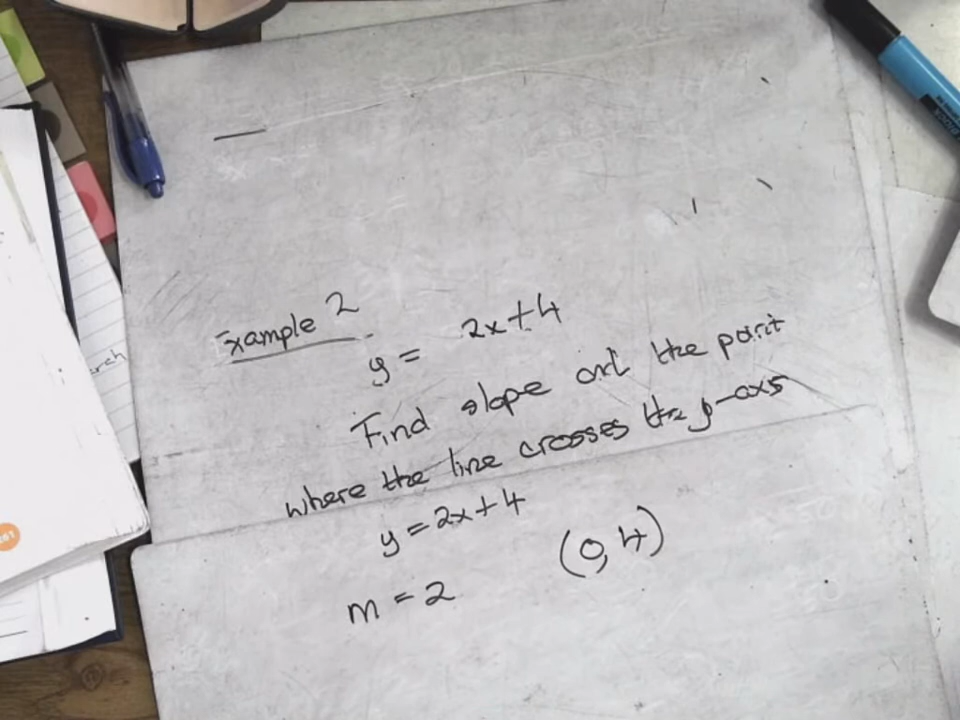 Example 2
y = 2x+4
Find slope and the point
where the line crosses the y-axis
y = 2x+4
m = 2 (0,4)
arch